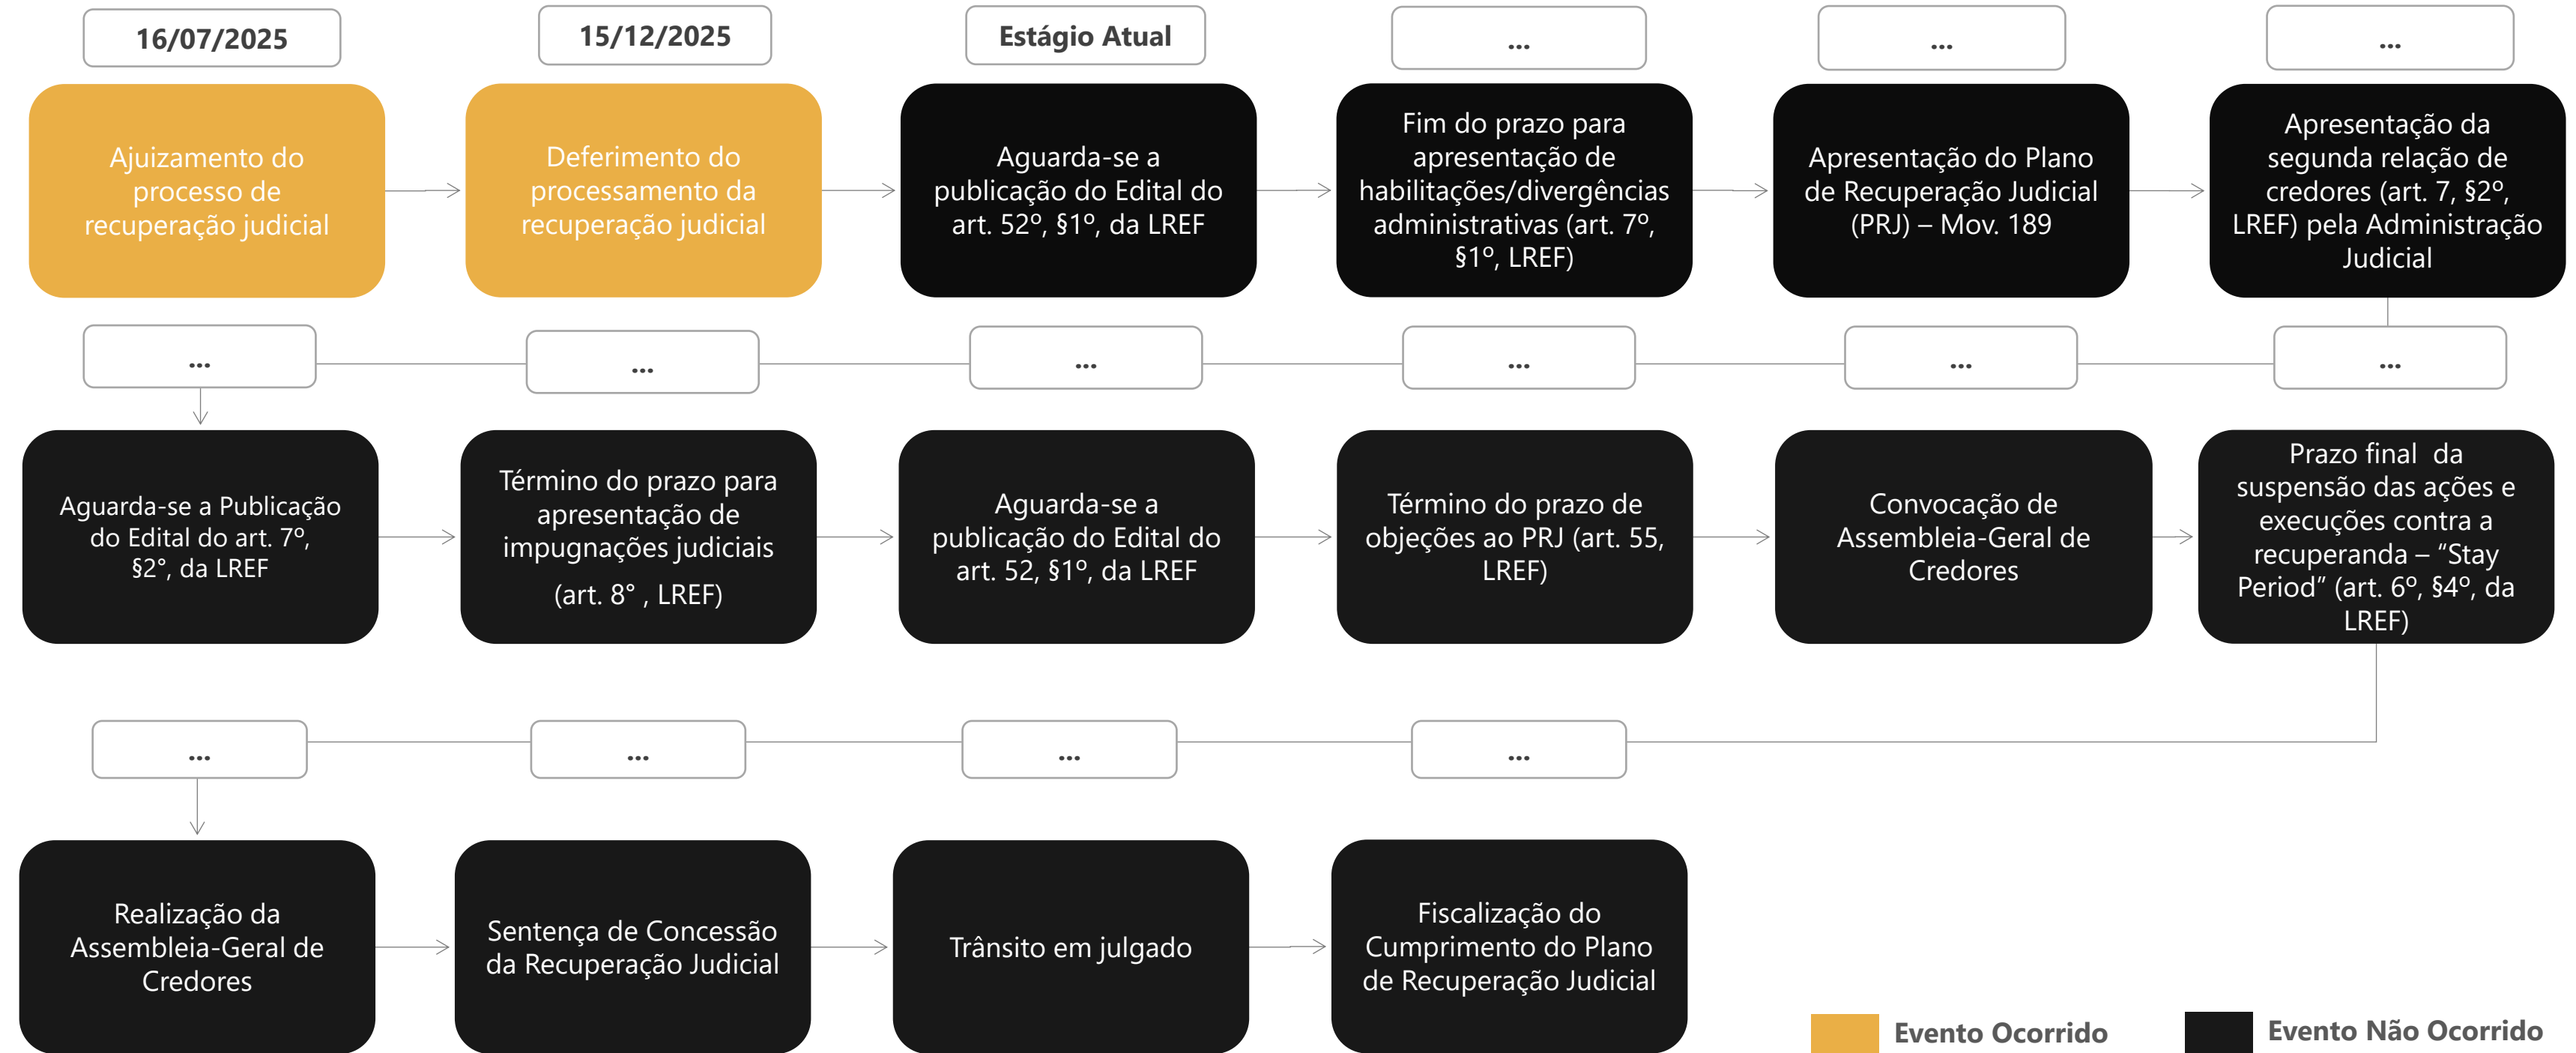 16/07/2025
15/12/2025
Estágio Atual
...
...
...
Ajuizamento do
processo de
recuperação judicial
Deferimento do
processamento da
recuperação judicial
Aguarda-se a
publicação do Edital do
art. 52º, §1º, da LREF
Fim do prazo para
apresentação de
habilitações/divergências
administrativas (art. 7º,
§1º, LREF)
Apresentação do Plano
de Recuperação Judicial
(PRJ) – Mov. 189
Apresentação da
segunda relação de
credores (art. 7, §2º,
LREF) pela Administração
Judicial
...
...
...
...
...
...
Aguarda-se a Publicação
do Edital do art. 7º,
§2°, da LREF
Término do prazo para
apresentação de
impugnações judiciais
(art. 8° , LREF)
Aguarda-se a
publicação do Edital do
art. 52, §1º, da LREF
Término do prazo de
objeções ao PRJ (art. 55,
LREF)
Convocação de
Assembleia-Geral de
Credores
Prazo final  da
suspensão das ações e
execuções contra a
recuperanda – “Stay
Period” (art. 6º, §4º, da
LREF)
...
...
...
...
Realização da
Assembleia-Geral de
Credores
Sentença de Concessão
da Recuperação Judicial
Trânsito em julgado
Fiscalização do
Cumprimento do Plano
de Recuperação Judicial
Evento Ocorrido
Evento Não Ocorrido